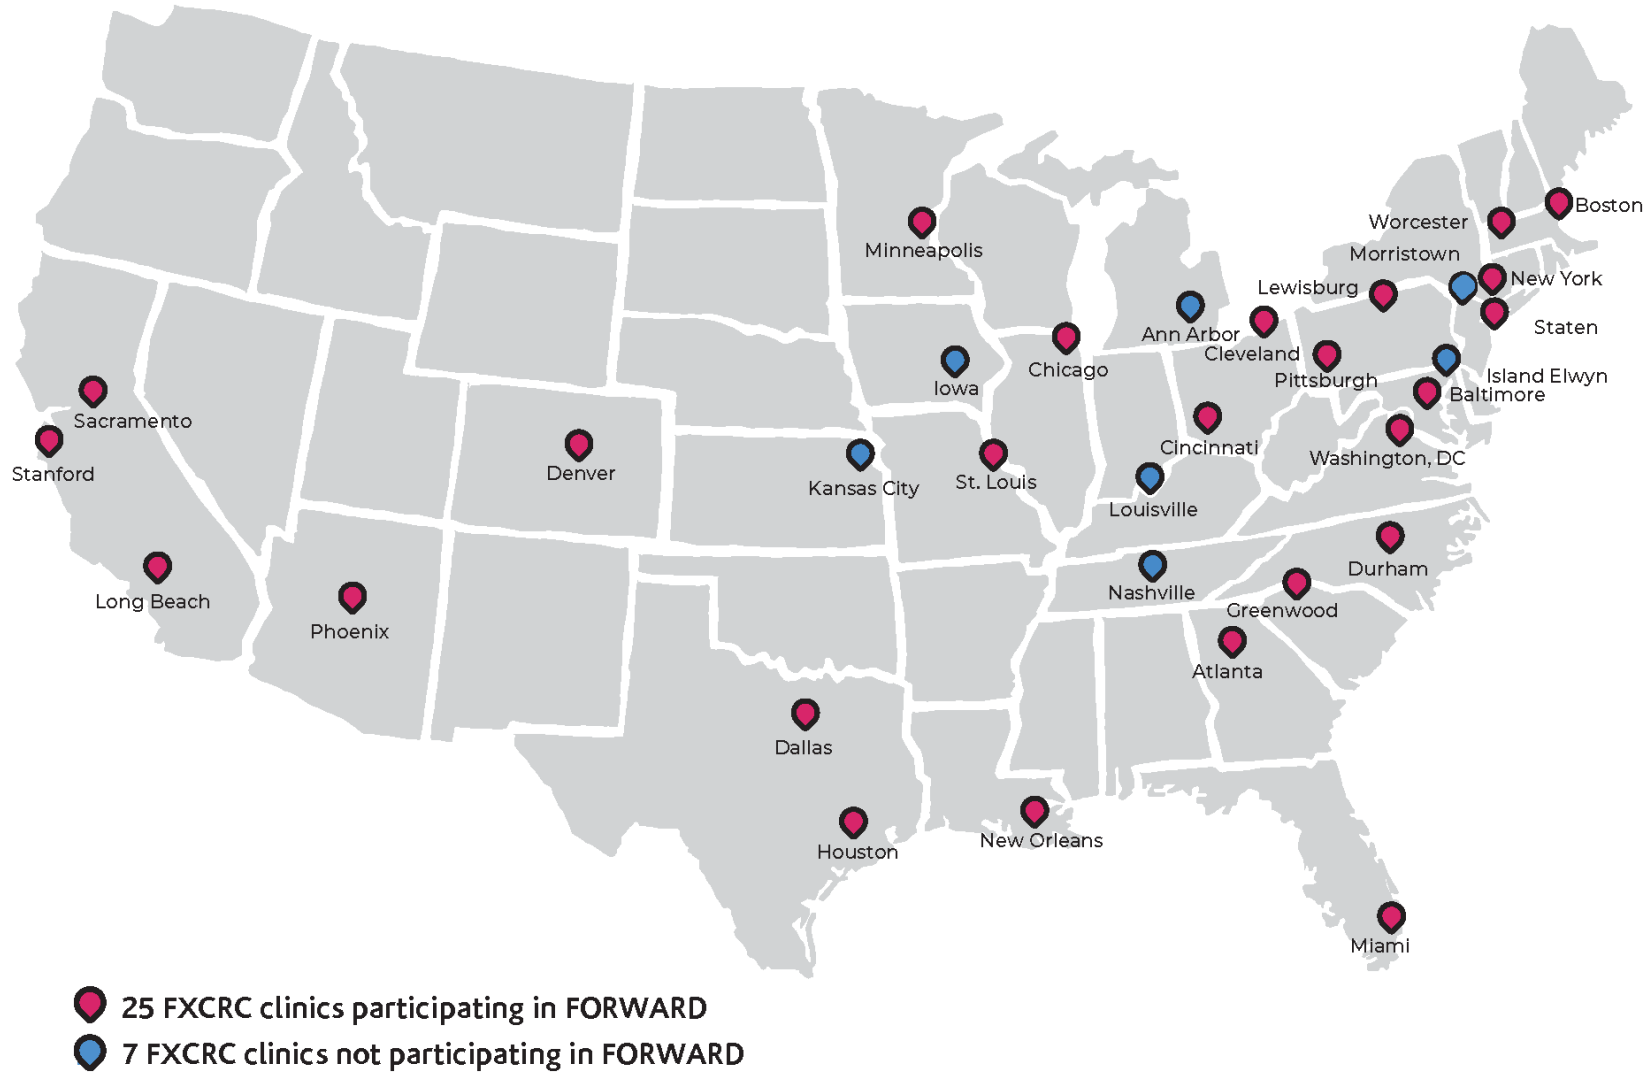 Boston
Worcester
Morristown
New York
Minneapolis
Lewisburg
Staten
Ann Arbor
Cleveland
Chicago
Pittsburgh
Island Elwyn
Iowa
Baltimore
Sacramento
Cincinnati
Washington, DC
Stanford
Denver
Kansas City
St. Louis
Louisville
Durham
Long Beach
Nashville
Greenwood
Phoenix
Atlanta
Dallas
New Orleans
Houston
Miami
25 FXCRC clinics participating in FORWARD
7 FXCRC clinics not participating in FORWARD